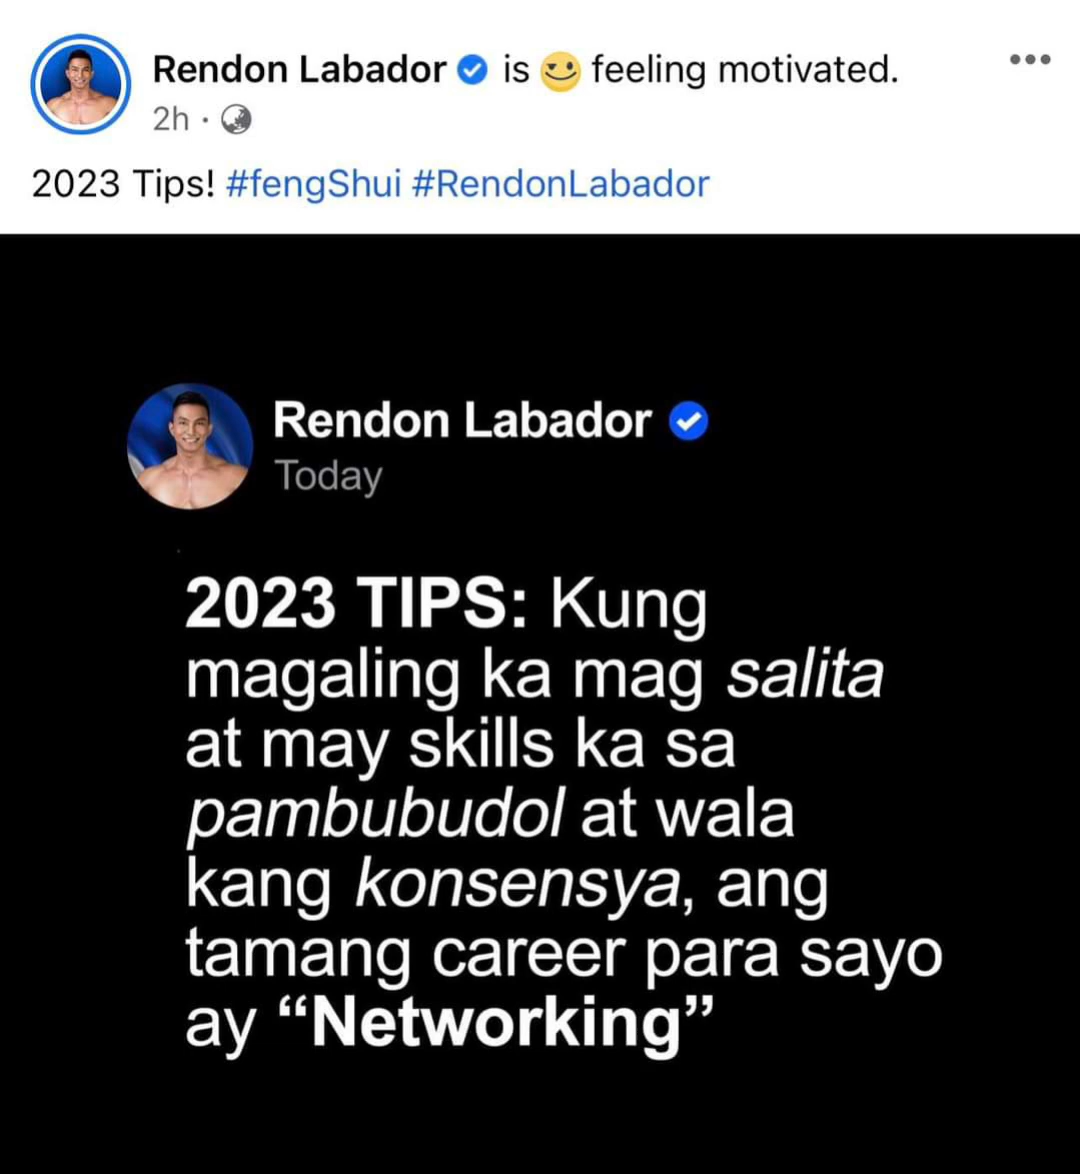 Rendon Labador is feeling motivated.
2h ·
2023 Tips! #fengShui #RendonLabador
Rendon Labador
Today
2023 TIPS: Kung
magaling ka mag salita
at may skills ka sa
pambubudol at wala
kang konsensya, ang
tamang career para sayo
ay “Networking”